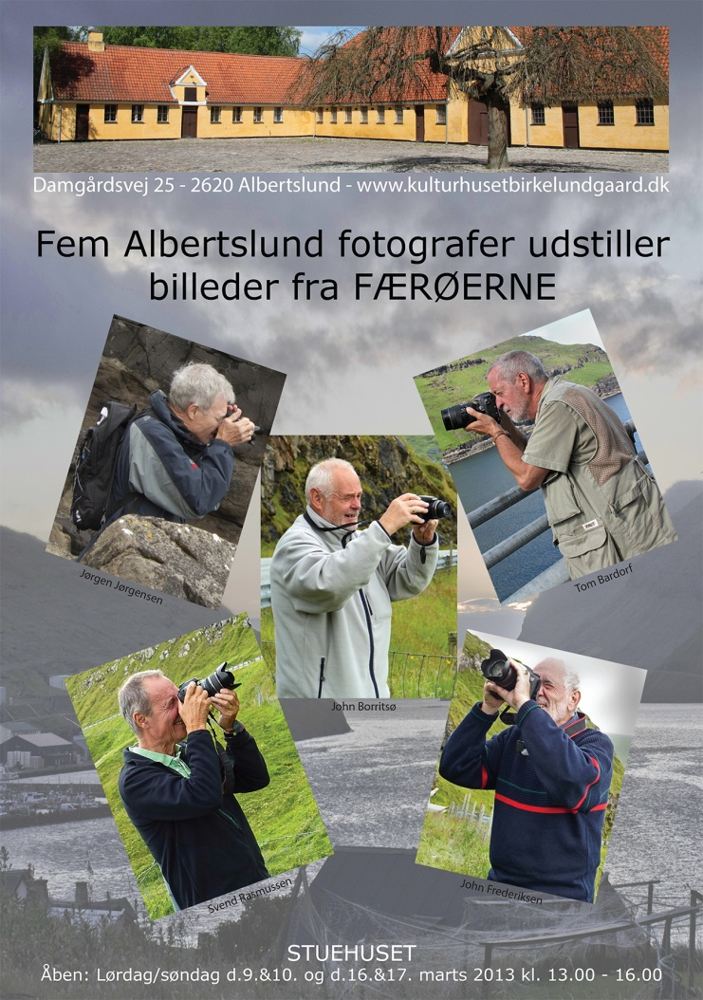 Damgårdsvej 25 - 2620 Albertslund - www.kulturhusetbirkelundgaard.dk
Fem Albertslund fotografer udstiller
billeder fra FÆRØERNE
Jørgen Jørgensen
Tom Bardorf
John Borritsø
Svend Rasmussen
John Frederiksen
STUEHUSET
Åben: Lørdag/søndag d.9.&10. og d.16.&17. marts 2013 kl. 13.00 - 16.00